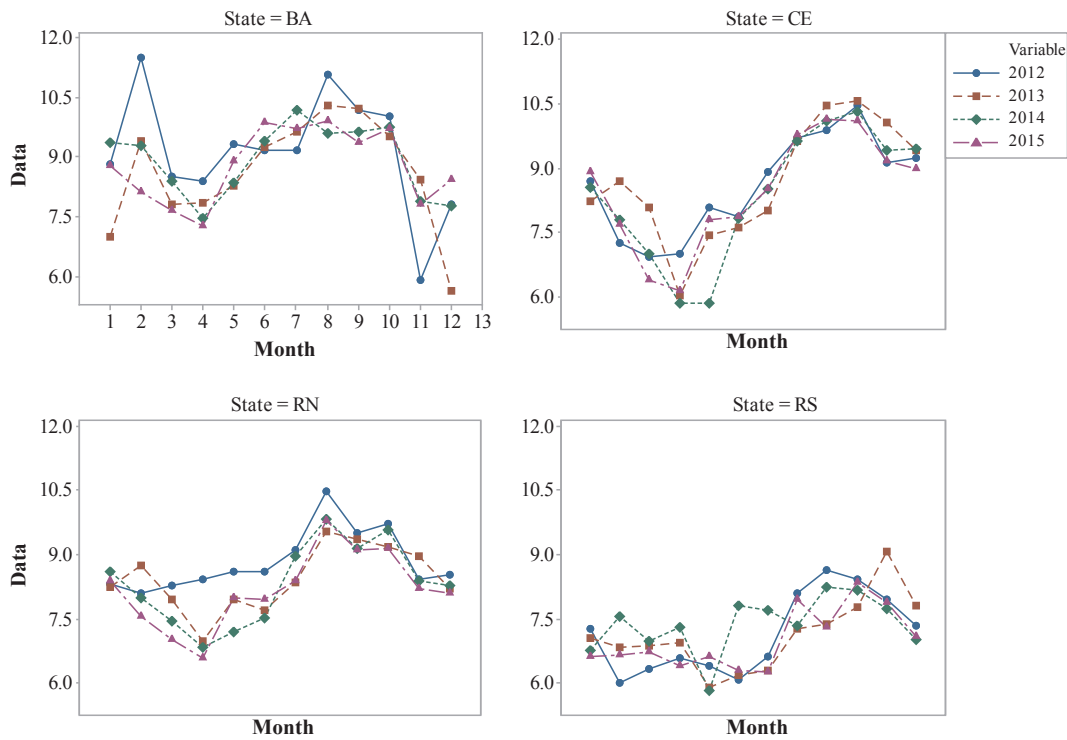 State = BA
12.0
10.5
9.0
7.5
6.0
Data
1 2 3 4 5 6 7 8 9 10 11 12 13
Month
State = CE
12.0
10.5
9.0
7.5
6.0
Month
Variable
2012
2013
2014
2015
State = RN
12.0
10.5
9.0
7.5
6.0
Data
Month
State = RS
12.0
10.5
9.0
7.5
6.0
Month